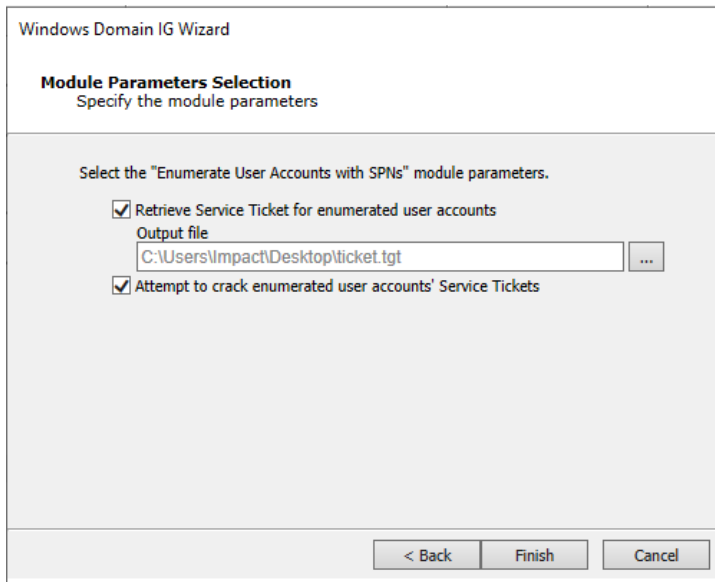 Windows Domain IG Wizard
Module Parameters Selection
Specify the module parameters
Select the "Enumerate User Accounts with SPNs" module parameters.
Retrieve Service Ticket for enumerated user accounts
Output file
C:\Users\Impact\Desktop\ticket.tgt
...
Attempt to crack enumerated user accounts' Service Tickets
< Back Finish Cancel